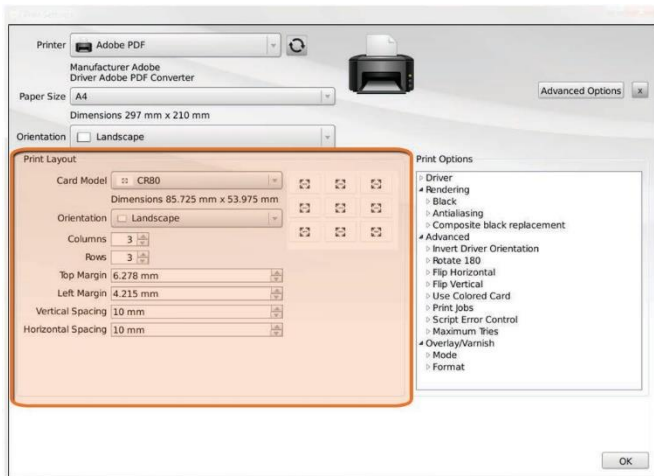 Printer Adobe PDF
Manufacturer Adobe
Driver Adobe PDF Converter
Paper Size A4
Dimensions 297 mm x 210 mm
Orientation Landscape
Advanced Options x
Print Layout
Card Model CR80
Dimensions 85.725 mm x 53.975 mm
Orientation Landscape
Columns 3
Rows 3
Top Margin 6.278 mm
Left Margin 4.215 mm
Vertical Spacing 10 mm
Horizontal Spacing 10 mm
Print Options
Driver
Rendering
Black
Antialiasing
Composite black replacement
Advanced
Invert Driver Orientation
Rotate 180
Flip Horizontal
Flip Vertical
Use Colored Card
Print Jobs
Script Error Control
Maximum Tries
Overlay/Varnish
Mode
Format
OK